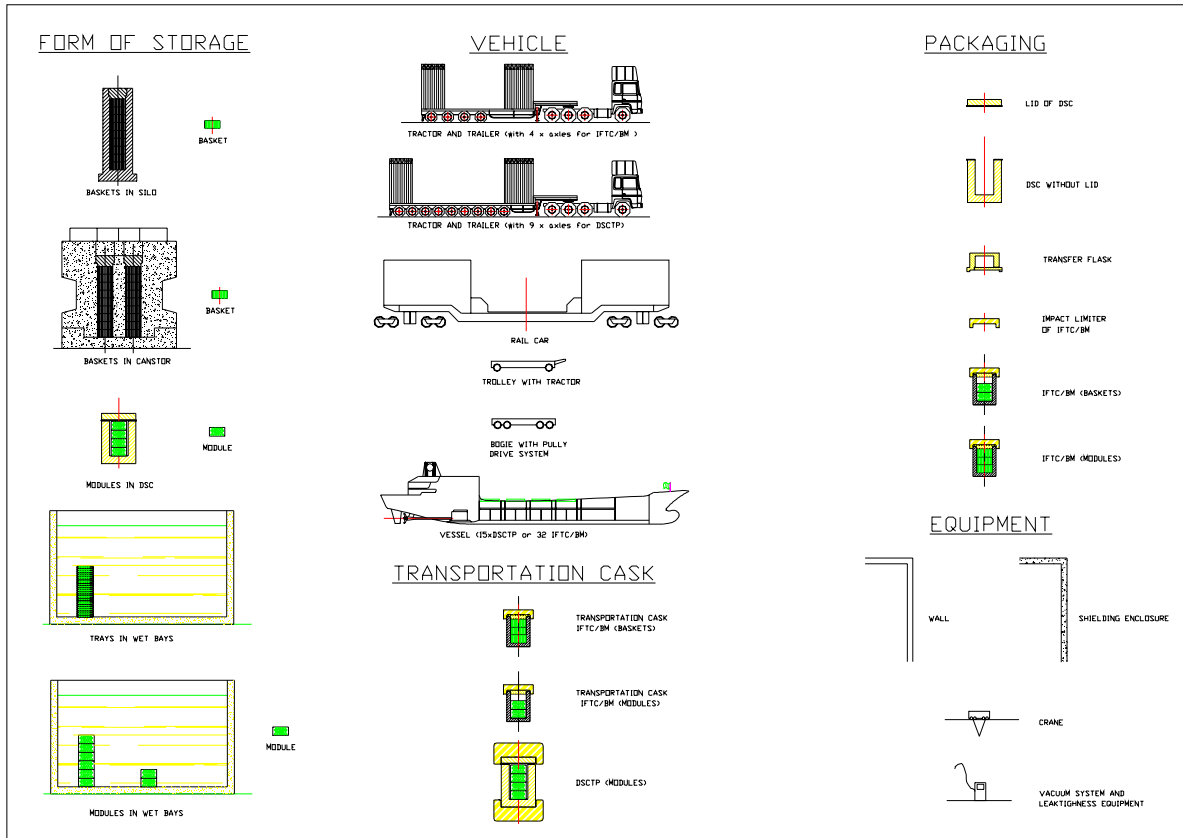 FORM OF STORAGE
BASKET
BASKETS IN SILO
BASKET
BASKETS IN CANSTOR
MODULE
MODULES IN DSC
TRAYS IN WET BAYS
MODULE
MODULES IN WET BAYS
VEHICLE
TRACTOR AND TRAILER (with 4 x axles for IFTC/BM )
TRACTOR AND TRAILER (with 9 x axles for DSCTP)
RAIL CAR
TROLLEY WITH TRACTOR
BOGIE WITH PULLY
DRIVE SYSTEM
VESSEL (15xDSCTP or 32 IFTC/BM)
TRANSPORTATION CASK
TRANSPORTATION CASK
IFTC/BM (BASKETS)
TRANSPORTATION CASK
IFTC/BM (MODULES)
DSCTP (MODULES)
PACKAGING
LID OF DSC
DSC WITHOUT LID
TRANSFER FLASK
IMPACT LIMITER
OF IFTC/BM
IFTC/BM (BASKETS)
IFTC/BM (MODULES)
EQUIPMENT
WALL
SHIELDING ENCLOSURE
CRANE
VACUUM SYSTEM AND
LEAKTIGHNESS EQUIPMENT